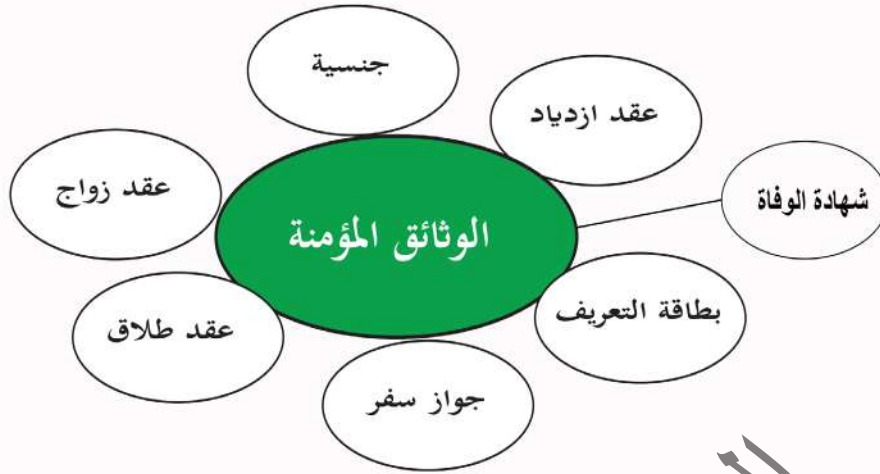 جنسية
عقد ازدياد
شهادة الوفاة
عقد زواج
الوثائق المؤمنة
بطاقة التعريف
عقد طلاق
جواز سفر